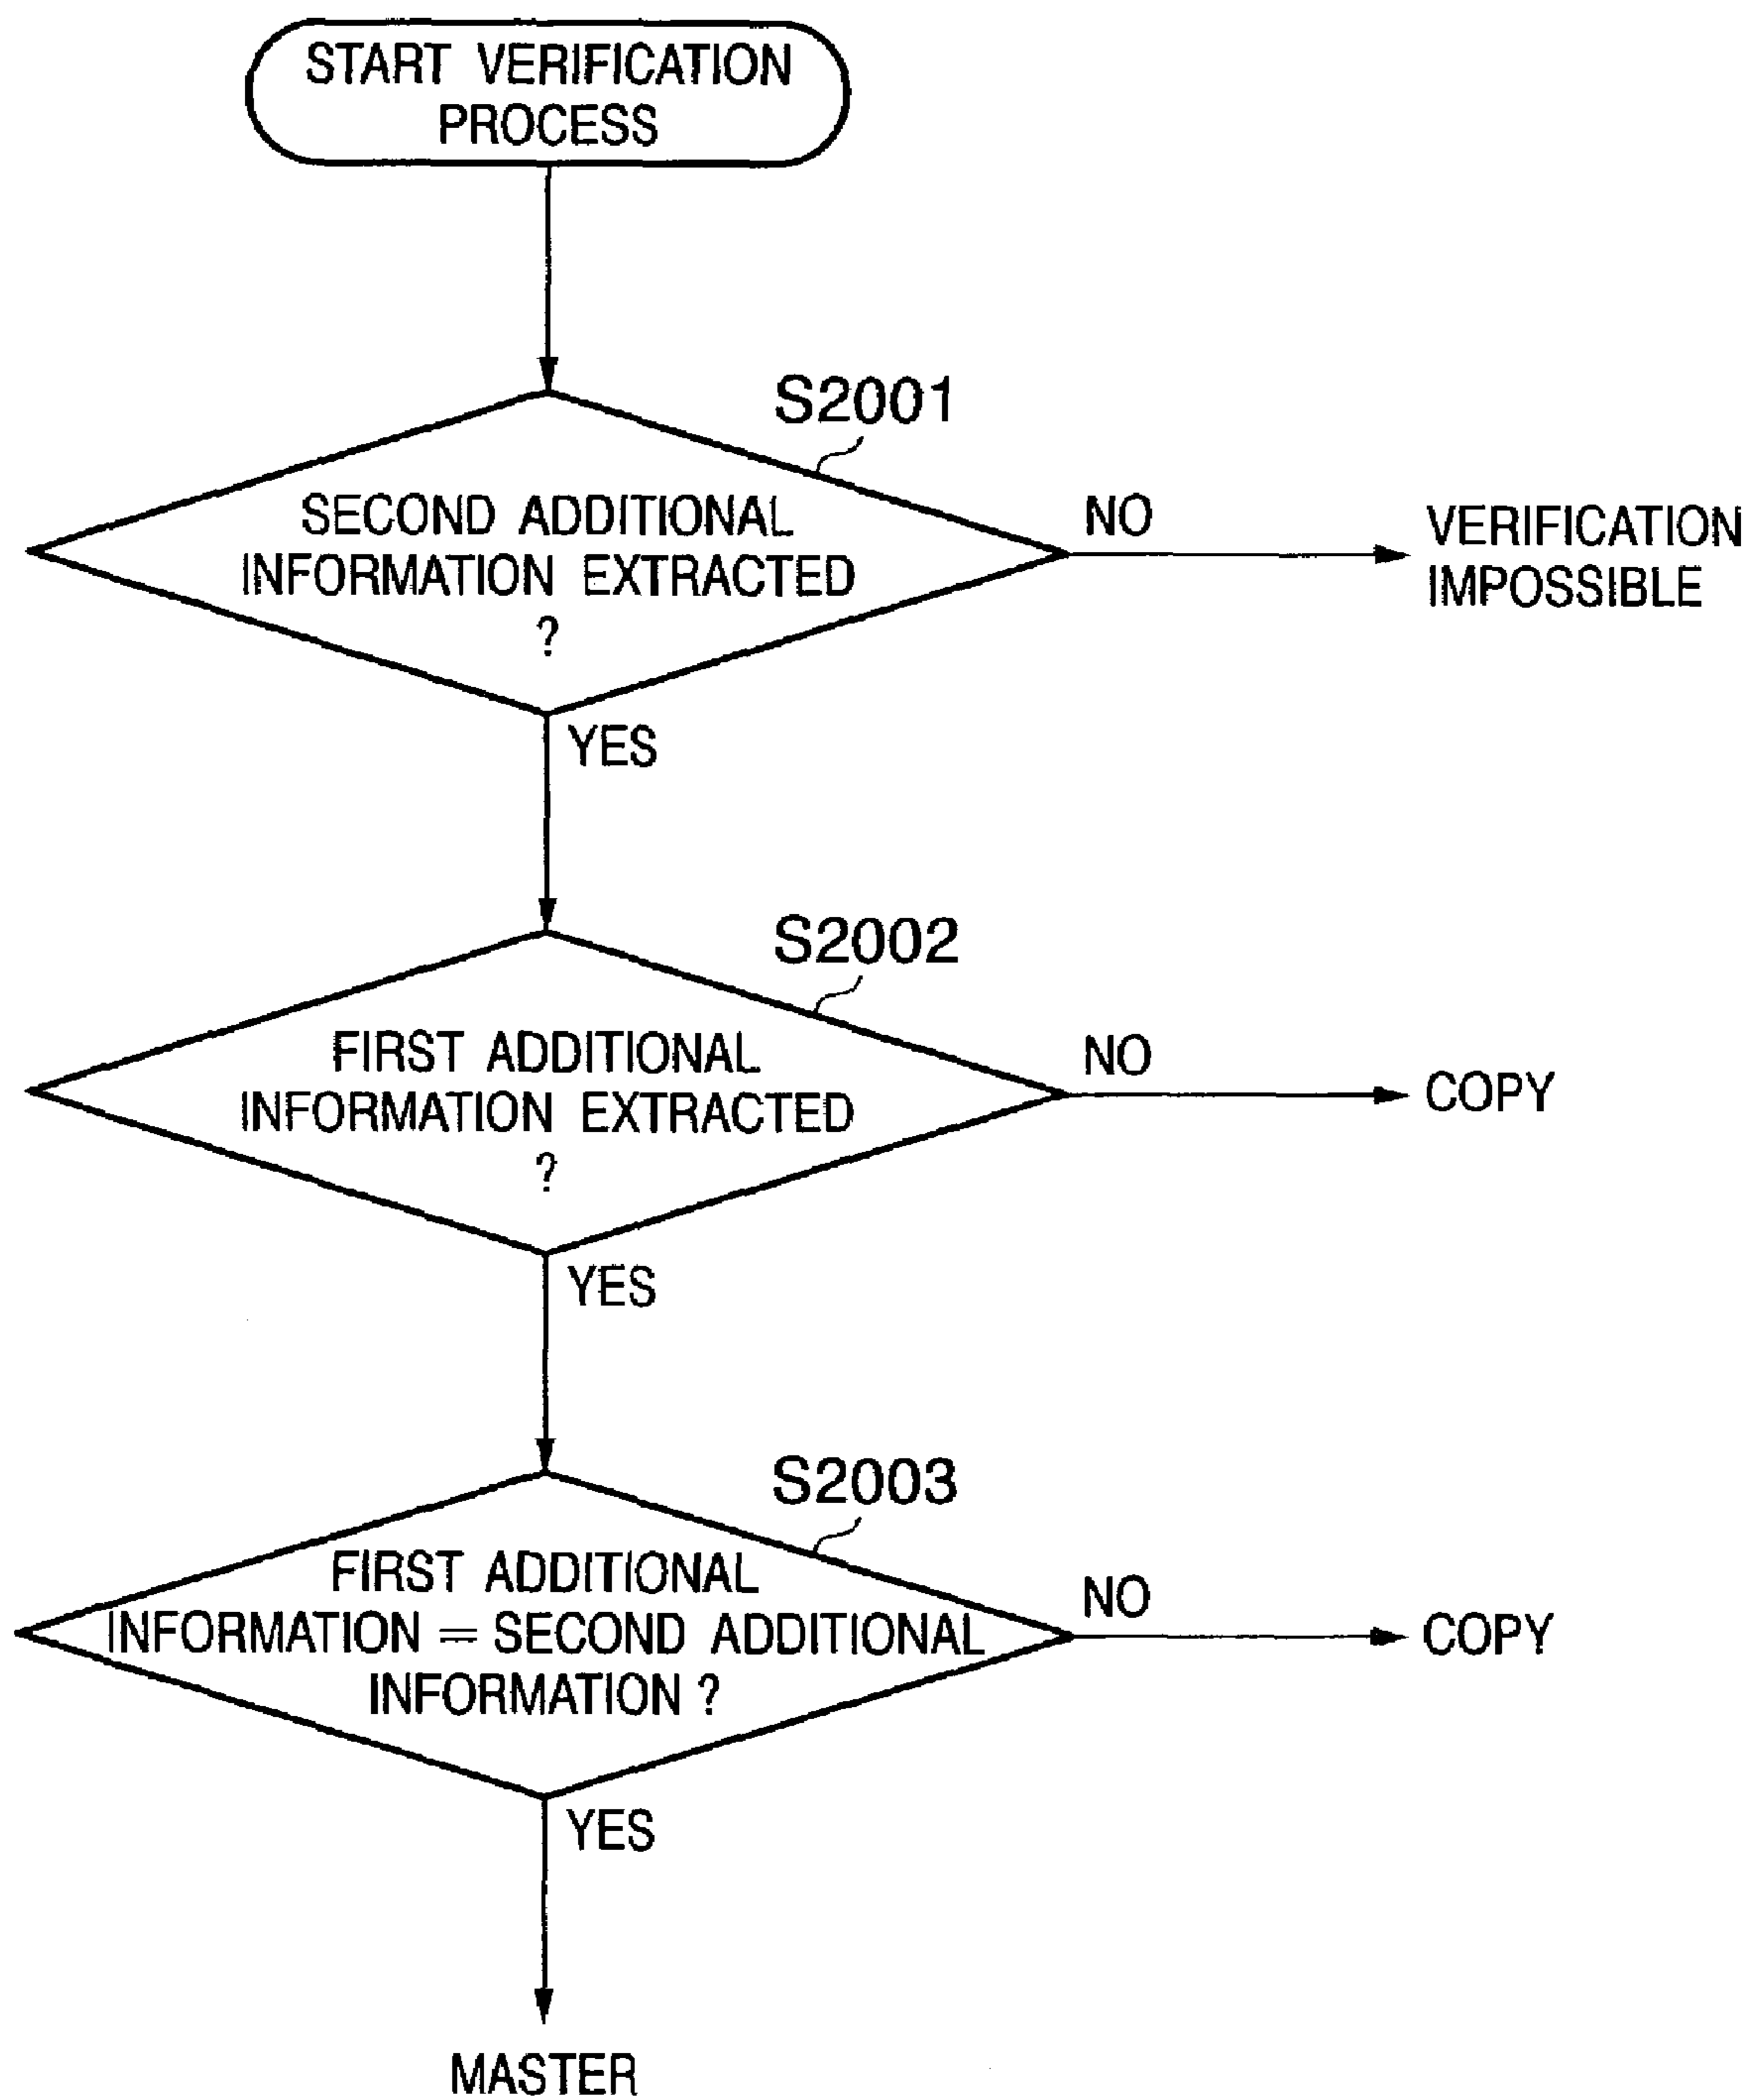 START VERIFICATION
PROCESS
S2001
SECOND ADDITIONAL
INFORMATION EXTRACTED
?
NO
VERIFICATION
IMPOSSIBLE
YES
S2002
FIRST ADDITIONAL
INFORMATION EXTRACTED
?
NO
COPY
YES
S2003
FIRST ADDITIONAL
INFORMATION = SECOND ADDITIONAL
INFORMATION ?
NO
COPY
YES
MASTER